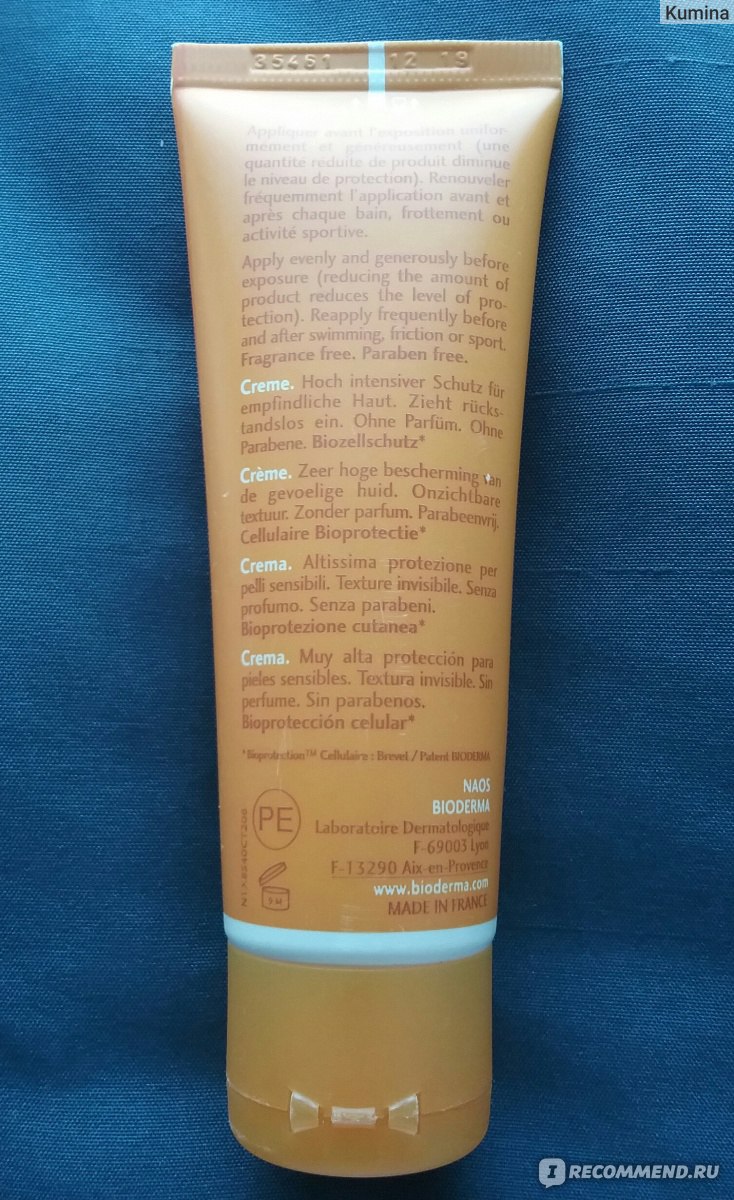 Kumina
35451 12 19
Appliquer avant l'exposition unifor-
mément et généreusement (une
quantité réduite de produit diminue
le niveau de protection). Renouveler
fréquemment l'application avant et
après chaque bain, frottement ou
activité sportive.
Apply evenly and generously before
exposure (reducing the amount of
product reduces the level of pro-
tection). Reapply frequently before
and after swimming, friction or sport.
Fragrance free. Paraben free.
Creme. Hoch intensiver Schutz für
empfindliche Haut. Zieht rücks-
tandslos ein. Ohne Parfüm. Ohne
Parabene. Biozellschutz*
Crème. Zeer hoge bescherming van
de gevoelige huid. Onzichtbare
textuur. Zonder parfum. Parabeenvrij.
Cellulaire Bioprotectie*
Crema. Altissima protezione per
pelli sensibili. Texture invisibile. Senza
profumo. Senza parabeni.
Bioprotezione cutanea*
Crema. Muy alta protección para
pieles sensibles. Textura invisible. Sin
perfume. Sin parabenos.
Bioprotección celular*
*Bioprotection™ Cellulaire : Brevet / Patent BIODERMA
NAOS
BIODERMA
PE
Laboratoire Dermatologique
F-69003 Lyon
F-13290 Aix-en-Provence
www.bioderma.com
MADE IN FRANCE
9 M
IRECOMMEND.RU